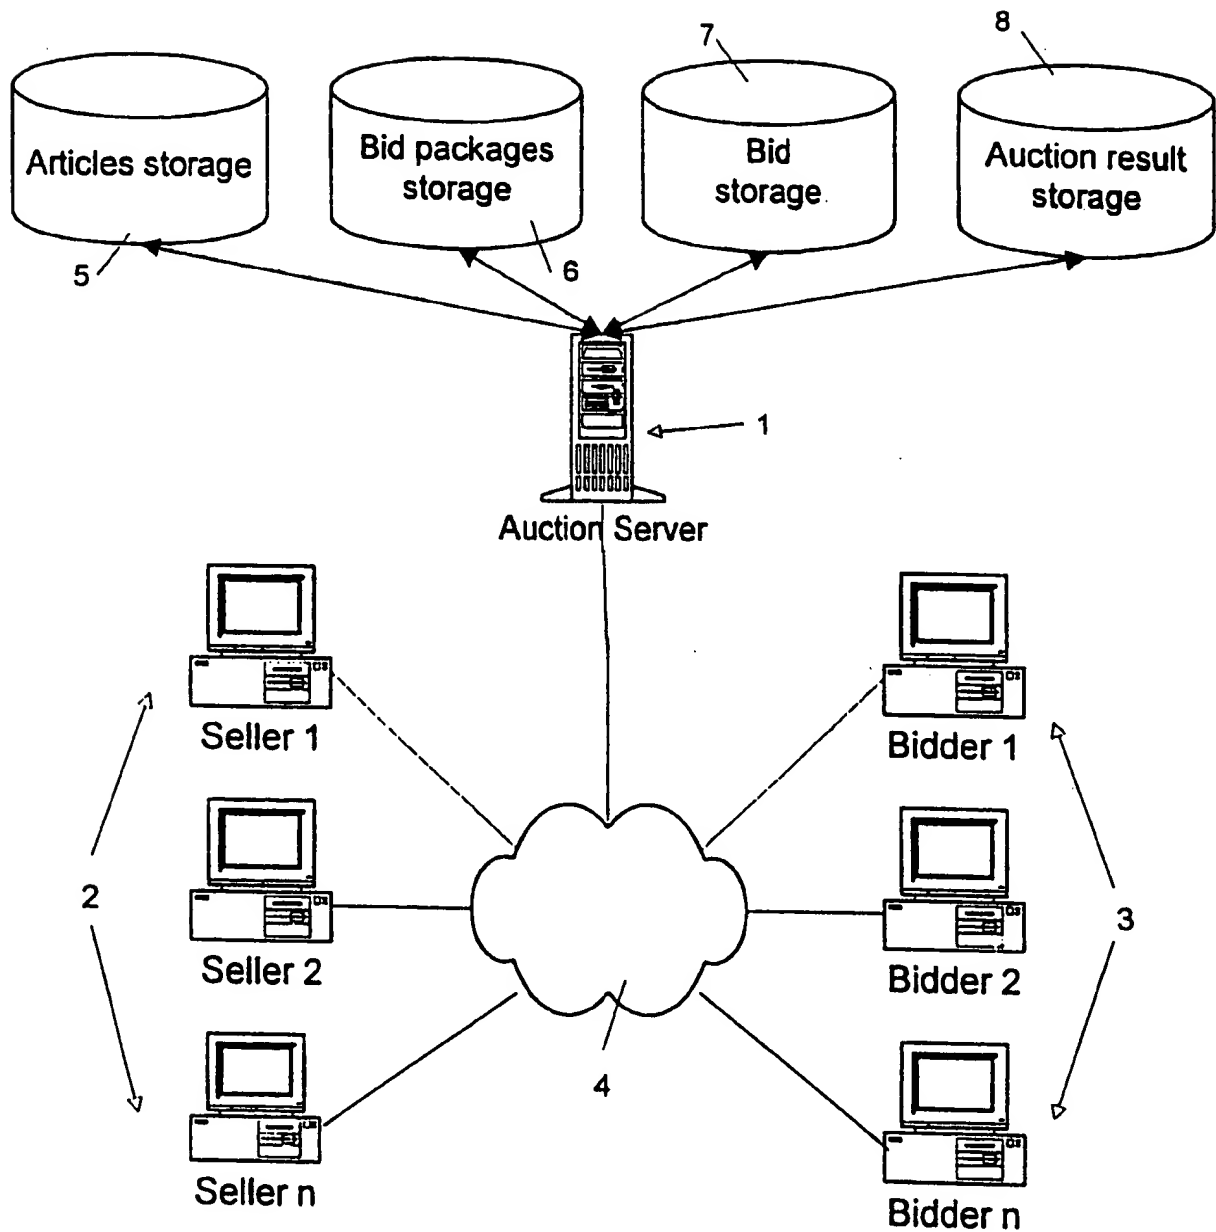 7
8
Articles storage
Bid packages
storage
Bid
storage
Auction result
storage
5
6
1
Auction Server
Seller 1
Bidder 1
2
3
Seller 2
Bidder 2
4
Seller n
Bidder n